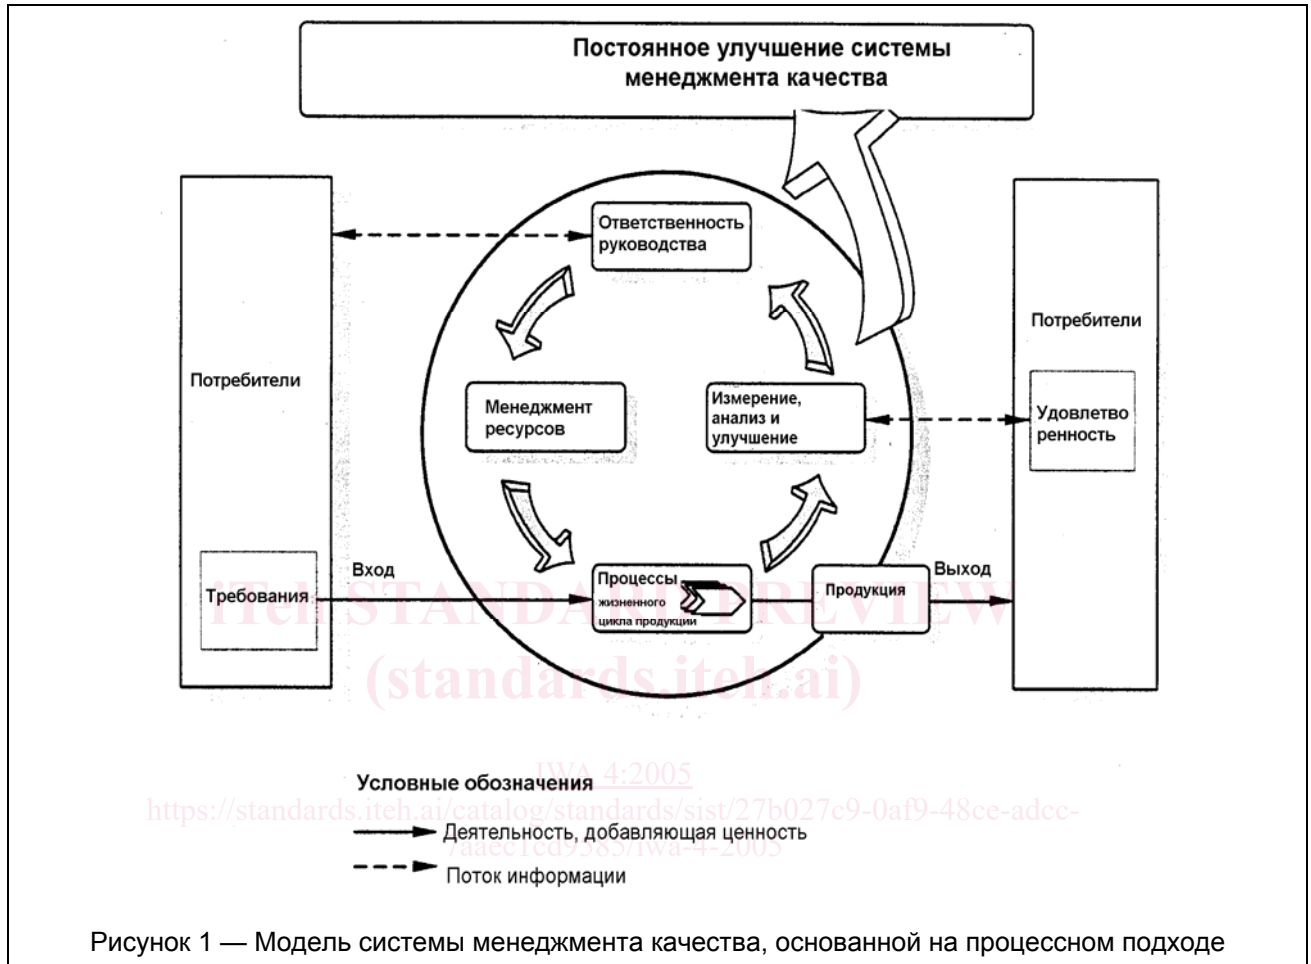 Постоянное улучшение системы
менеджмента качества
Ответственность
руководства
Потребители
Потребители
Менеджмент
ресурсов
Измерение,
анализ и
улучшение
Удовлетво
ренность
Требования
Вход
Процессы
жизненного
цикла продукции
Продукция
Выход
iTeh STANDARD PREVIEW
(standards.iteh.ai)
IWA 4:2005
Условные обозначения
https://standards.iteh.ai/catalog/standards/sist/27b027c9-0af9-48ce-adcc-
7aaec1cd9585/iwa-4-2005
Деятельность, добавляющая ценность
Поток информации
Рисунок 1 — Модель системы менеджмента качества, основанной на процессном подходе